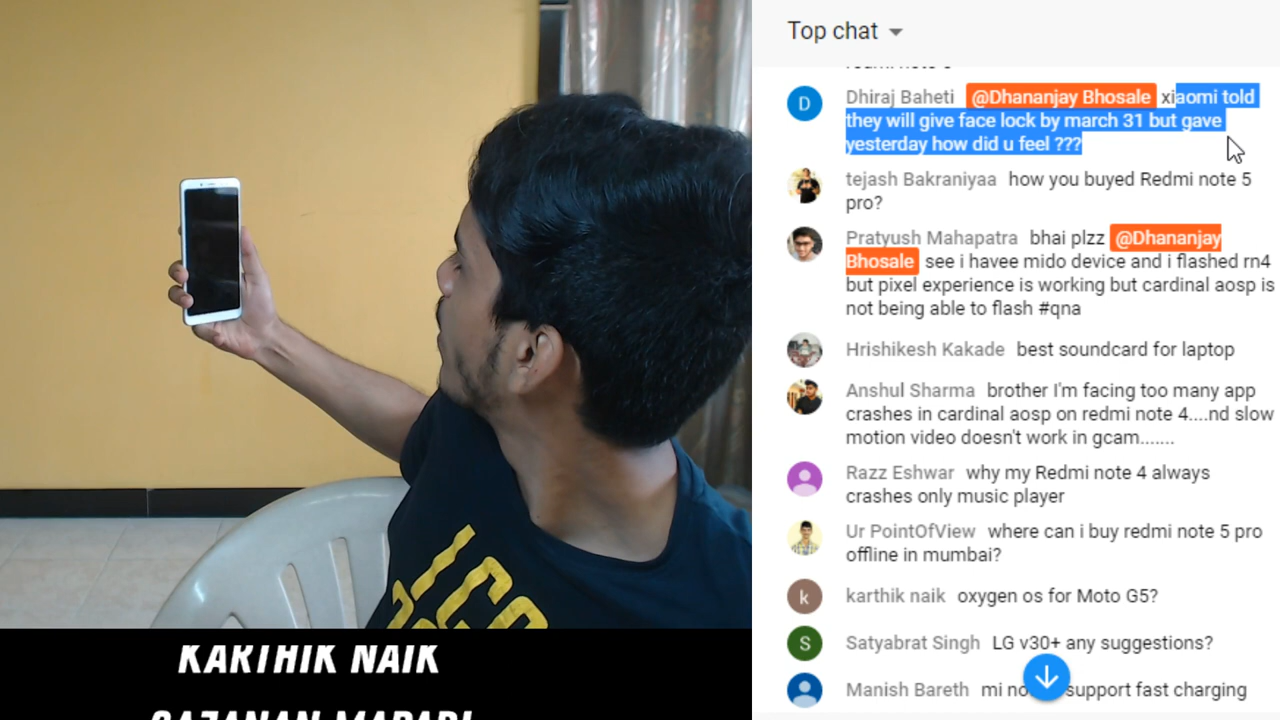 Top chat
Dhiraj Baheti @Dhananjay Bhosale xiaomi told
they will give face lock by march 31 but gave
yesterday how did u feel ???
tejash Bakraniyaa how you buyed Redmi note 5
pro?
Pratyush Mahapatra bhai plzz @Dhananjay
Bhosale see i havee mido device and i flashed rn4
but pixel experience is working but cardinal aosp is
not being able to flash #qna
Hrishikesh Kakade best soundcard for laptop
Anshul Sharma brother I'm facing too many app
crashes in cardinal aosp on redmi note 4....nd slow
motion video doesn't work in gcam.......
Razz Eshwar why my Redmi note 4 always
crashes only music player
Ur PointOfView where can i buy redmi note 5 pro
offline in mumbai?
karthik naik oxygen os for Moto G5?
Satyabrat Singh LG v30+ any suggestions?
Manish Bareth mi support fast charging
D
k
S
KARTHIK NAIK